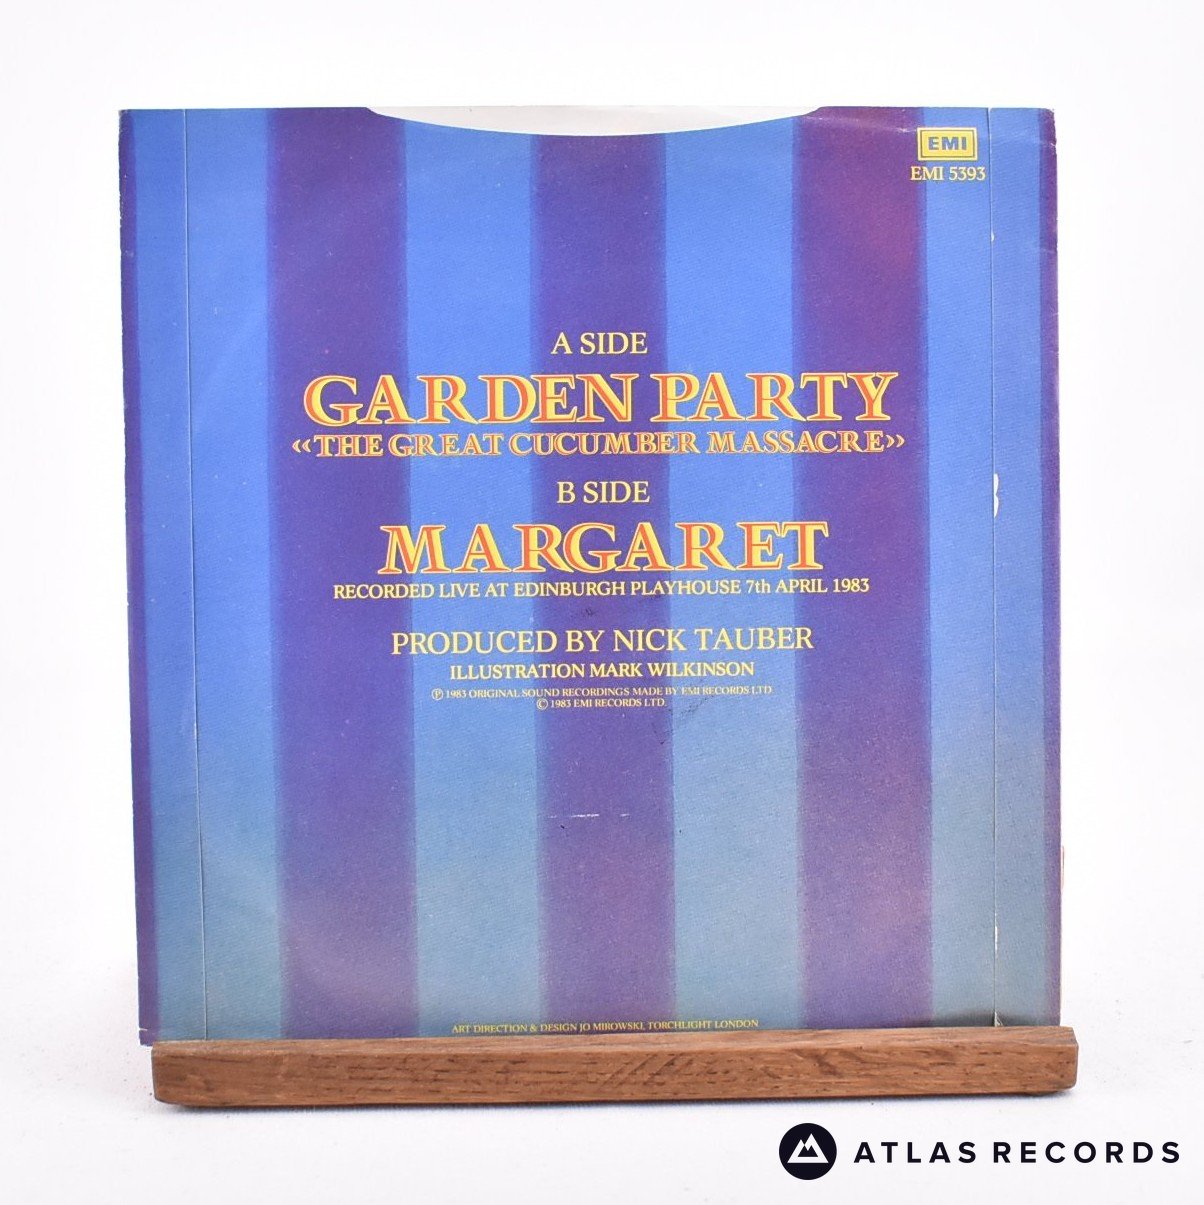 EMI
EMI 5393
A SIDE
GARDEN PARTY
‹‹THE GREAT CUCUMBER MASSACRE››
B SIDE
MARGARET
RECORDED LIVE AT EDINBURGH PLAYHOUSE 7th APRIL 1983
PRODUCED BY NICK TAUBER
ILLUSTRATION MARK WILKINSON
℗ 1983 ORIGINAL SOUND RECORDINGS MADE BY EMI RECORDS LTD.
© 1983 EMI RECORDS LTD.
ART DIRECTION & DESIGN JO MIROWSKI, TORCHLIGHT LONDON
ATLAS RECORDS